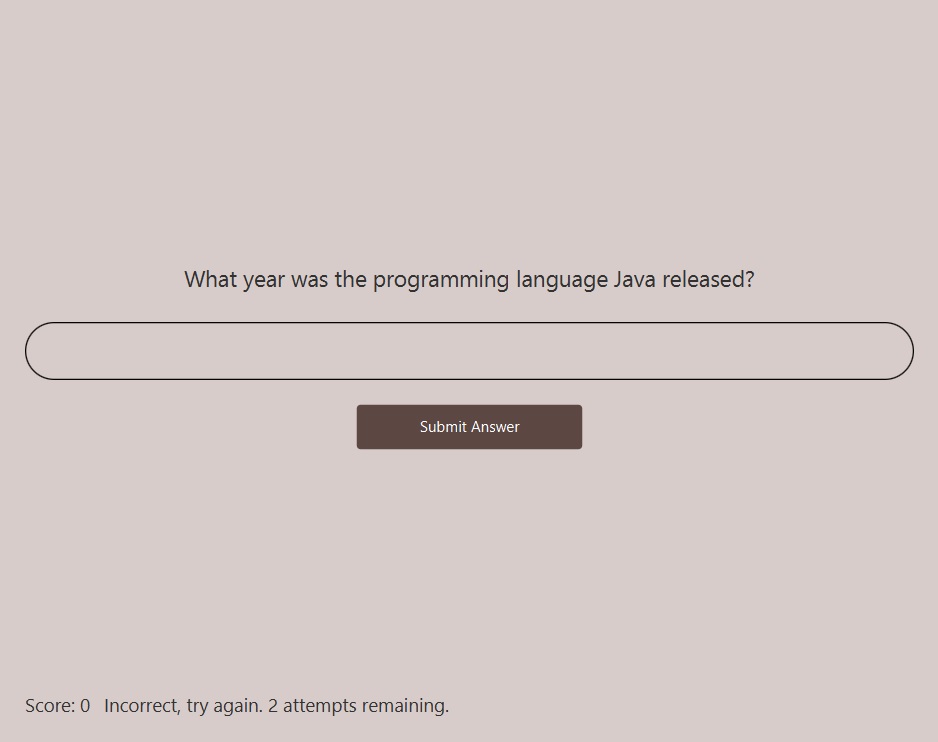 What year was the programming language Java released?
Submit Answer
Score: 0 Incorrect, try again. 2 attempts remaining.